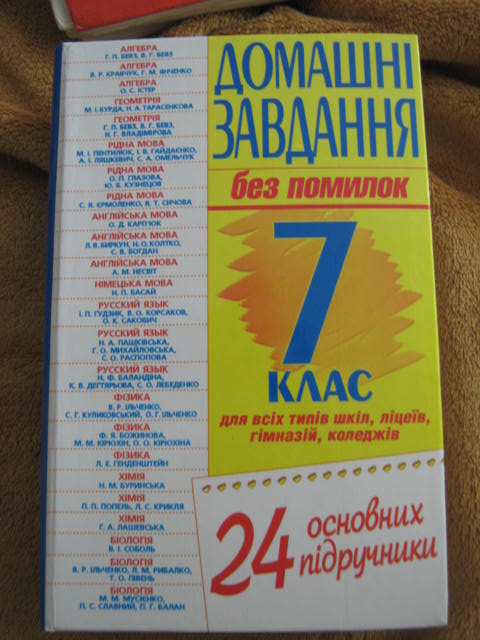 АЛГЕБРА
Г. П. БЕВЗ, В. Г. БЕВЗ
АЛГЕБРА
В. Р. КРАВЧУК, Г. М. ЯНЧЕНКО
АЛГЕБРА
О. С. ІСТЕР
ГЕОМЕТРІЯ
М. І. БУРДА, Н. А. ТАРАСЕНКОВА
ГЕОМЕТРІЯ
Г. П. БЕВЗ, В. Г. БЕВЗ,
Н. Г. ВЛАДІМІРОВА
РІДНА МОВА
М. І. ПЕНТИЛЮК, І. В. ГАЙДАЄНКО,
А. І. ЛЯШКЕВИЧ, С. А. ОМЕЛЬЧУК
РІДНА МОВА
О. П. ГЛАЗОВА,
Ю. Б. КУЗНЕЦОВ
РІДНА МОВА
С. Я. ЄРМОЛЕНКО, В. Т. СИЧОВА
АНГЛІЙСЬКА МОВА
О. Д. КАРП'ЮК
АНГЛІЙСЬКА МОВА
Л. В. БИРКУН, Н. О. КОЛТКО,
С. В. БОГДАН
АНГЛІЙСЬКА МОВА
А. М. НЕСВІТ
НІМЕЦЬКА МОВА
Н. П. БАСАЙ
РУССКИЙ ЯЗЫК
І. П. ГУДЗИК, В. О. КОРСАКОВ,
О. К. САКОВИЧ
РУССКИЙ ЯЗЫК
Н. А. ПАШКІВСЬКА,
Г. О. МИХАЙЛОВСЬКА,
С. О. РАСПОПОВА
РУССКИЙ ЯЗЫК
Н. Ф. БАЛАНДІНА,
К. В. ДЕГТЯРЬОВА, С. О. ЛЕБЕДЕНКО
ФІЗИКА
В. Р. ІЛЬЧЕНКО,
С. Г. КУЛИКОВСЬКИЙ, О. Г. ІЛЬЧЕНКО
ФІЗИКА
Ф. Я. БОЖИНОВА,
М. М. КІРЮХІН, О. О. КІРЮХІНА
ФІЗИКА
Л. Е. ГЕНДЕНШТЕЙН
ХІМІЯ
Н. М. БУРИНСЬКА
ХІМІЯ
П. П. ПОПЕЛЬ, Л. С. КРИКЛЯ
ХІМІЯ
Г. А. ЛАШЕВСЬКА
БІОЛОГІЯ
В. І. СОБОЛЬ
БІОЛОГІЯ
В. Р. ІЛЬЧЕНКО, Л. М. РИБАЛКО,
Т. О. ПІВЕНЬ
БІОЛОГІЯ
М. М. МУСІЄНКО,
П. С. СЛАВНИЙ, П. Г. БАЛАН
ДОМАШНІ
ЗАВДАННЯ
без помилок
7
КЛАС
для всіх типів шкіл, ліцеїв,
гімназій, коледжів
24 основних
підручники